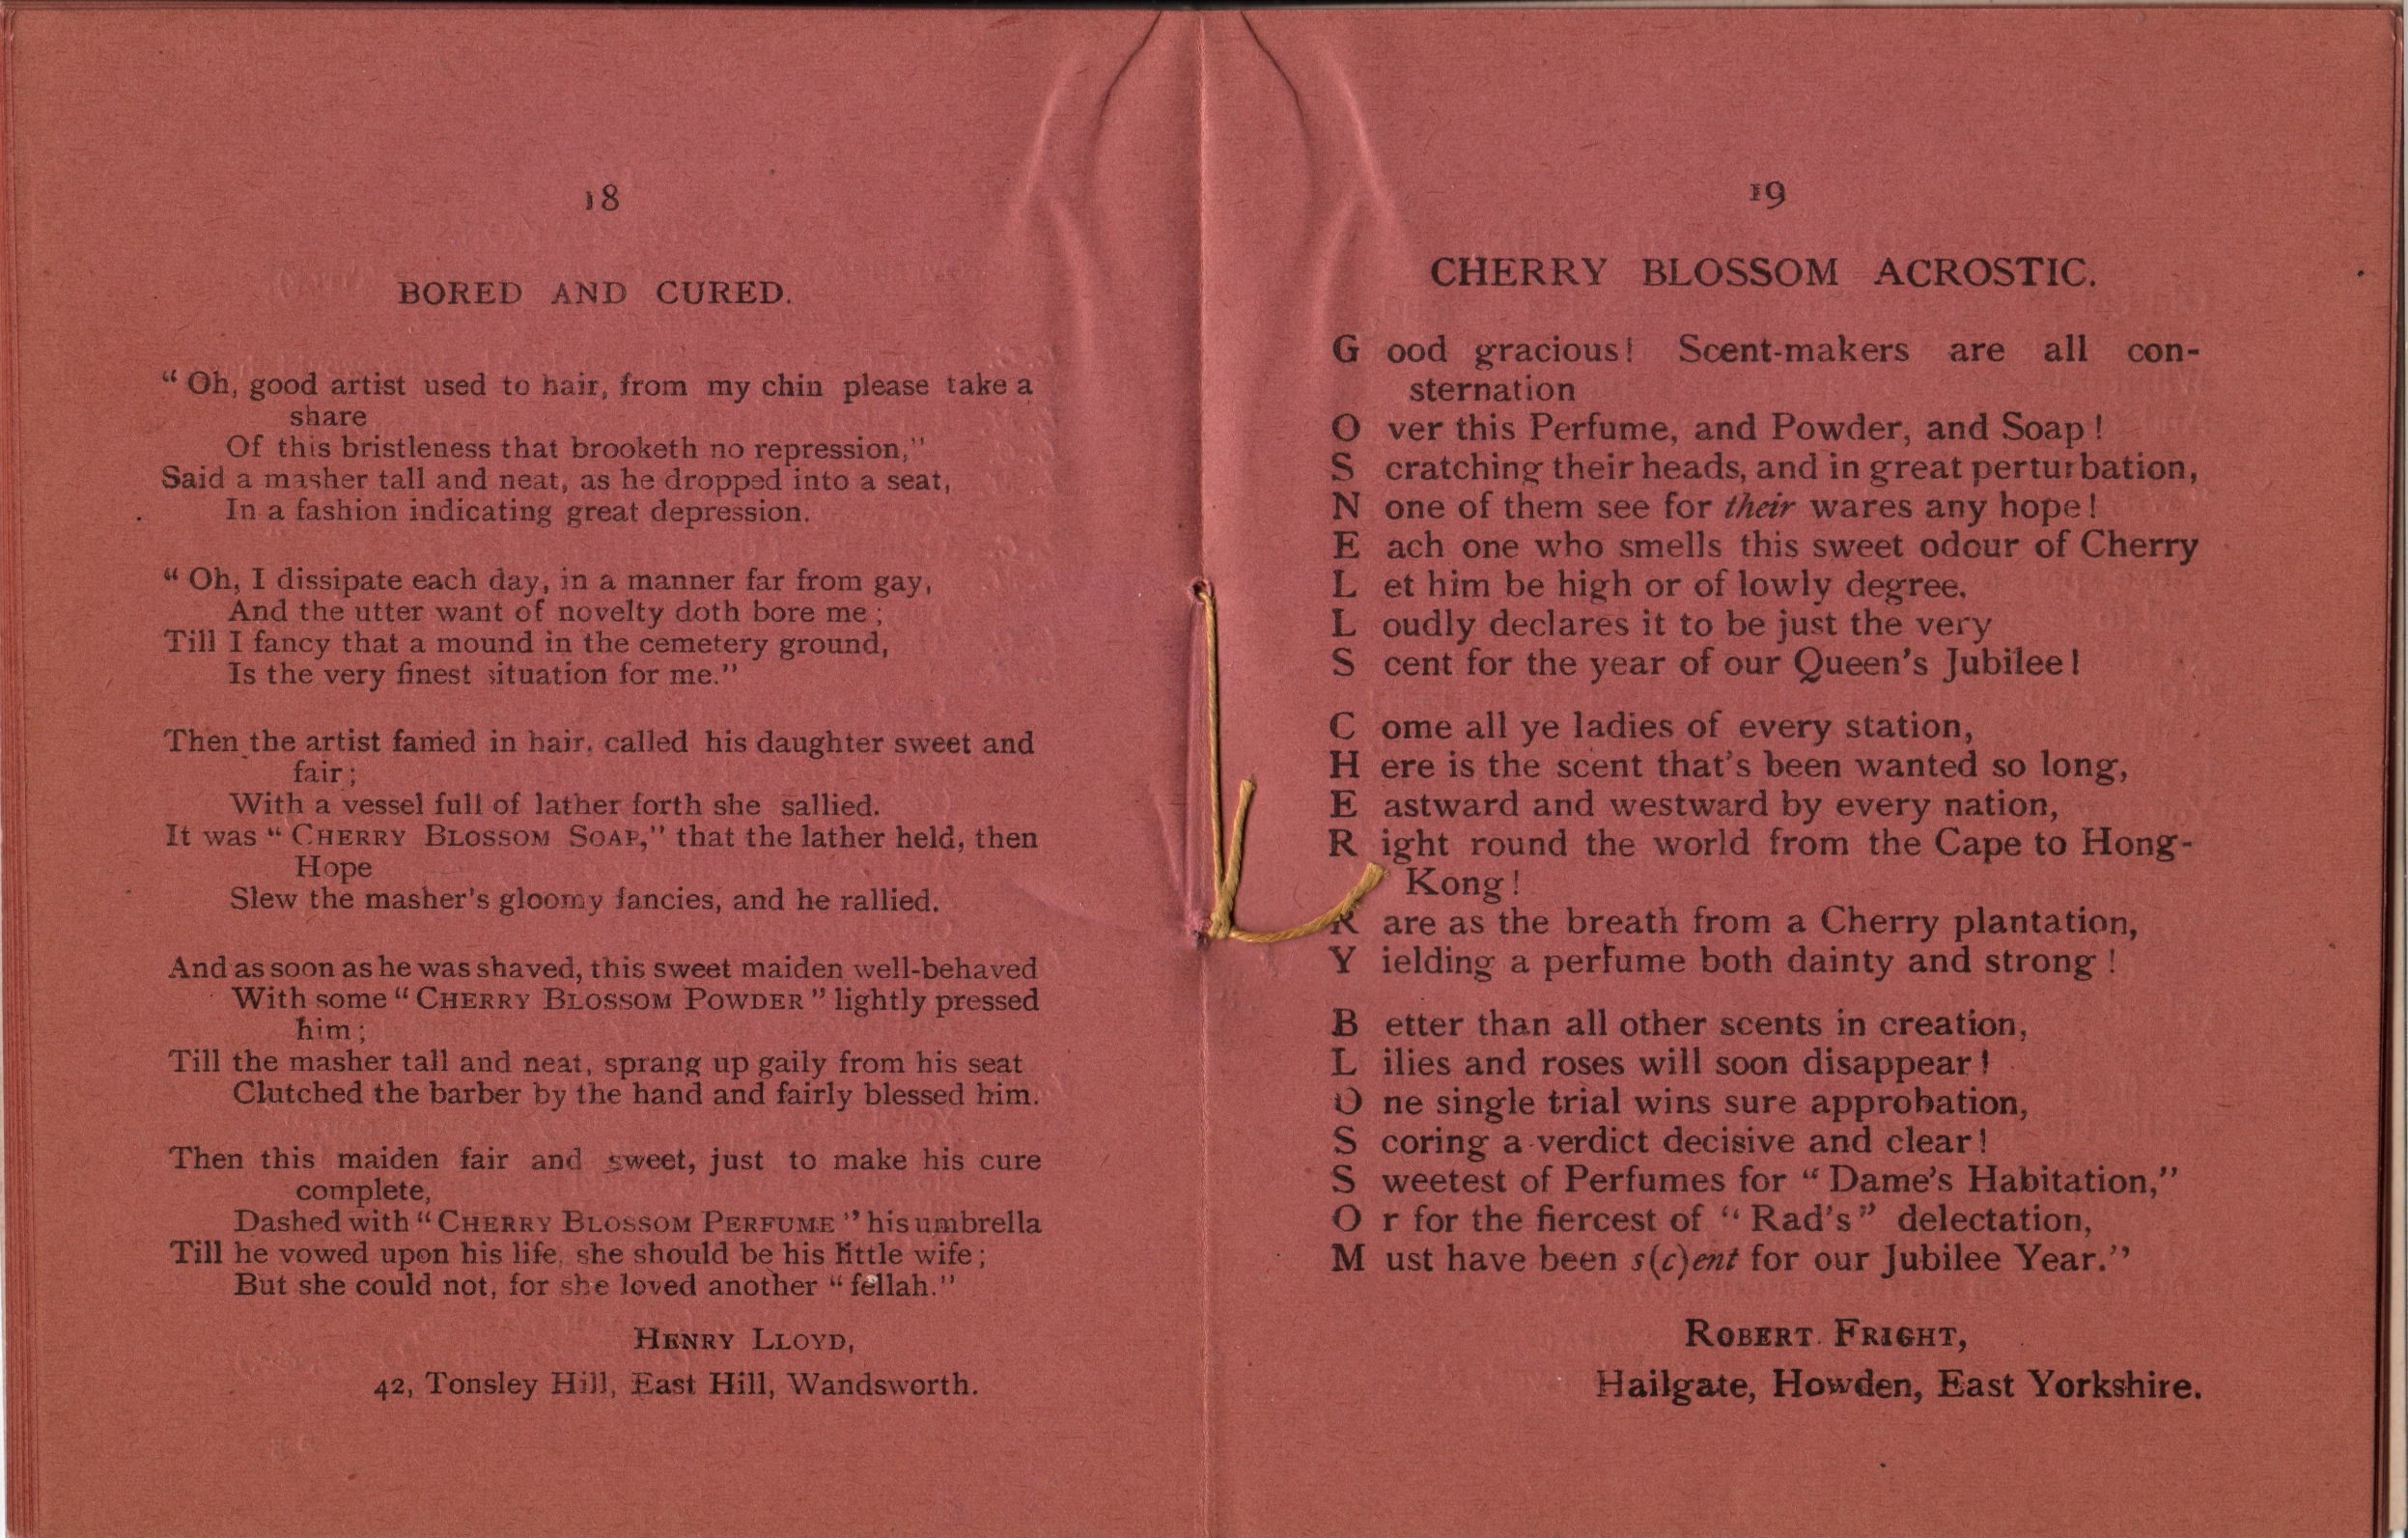 18
BORED AND CURED.
“ Oh, good artist used to hair, from my chin please take a
share
Of this bristleness that brooketh no repression,”
Said a masher tall and neat, as he dropped into a seat,
In a fashion indicating great depression.
“ Oh, I dissipate each day, in a manner far from gay,
And the utter want of novelty doth bore me ;
Till I fancy that a mound in the cemetery ground,
Is the very finest situation for me.”
Then the artist famed in hair, called his daughter sweet and
fair ;
With a vessel full of lather forth she sallied.
It was “ CHERRY BLOSSOM SOAP,” that the lather held, then
Hope
Slew the masher’s gloomy fancies, and he rallied.
And as soon as he was shaved, this sweet maiden well-behaved
With some “ CHERRY BLOSSOM POWDER ” lightly pressed
him ;
Till the masher tall and neat, sprang up gaily from his seat
Clutched the barber by the hand and fairly blessed him.
Then this maiden fair and sweet, just to make his cure
complete,
Dashed with “ CHERRY BLOSSOM PERFUME ” his umbrella
Till he vowed upon his life, she should be his little wife ;
But she could not, for she loved another “ fellah.”
HENRY LLOYD,
42, Tonsley Hill, East Hill, Wandsworth.
19
CHERRY BLOSSOM ACROSTIC.
G ood gracious! Scent-makers are all con-
sternation
O ver this Perfume, and Powder, and Soap !
S cratching their heads, and in great perturbation,
N one of them see for their wares any hope !
E ach one who smells this sweet odour of Cherry
L et him be high or of lowly degree.
L oudly declares it to be just the very
S cent for the year of our Queen’s Jubilee !
C ome all ye ladies of every station,
H ere is the scent that’s been wanted so long,
E astward and westward by every nation,
R ight round the world from the Cape to Hong-
Kong !
R are as the breath from a Cherry plantation,
Y ielding a perfume both dainty and strong !
B etter than all other scents in creation,
L ilies and roses will soon disappear !
O ne single trial wins sure approbation,
S coring a verdict decisive and clear !
S weetest of Perfumes for “ Dame’s Habitation,”
O r for the fiercest of “ Rad’s ” delectation,
M ust have been s(c)ent for our Jubilee Year.”
ROBERT FRIGHT,
Hailgate, Howden, East Yorkshire.